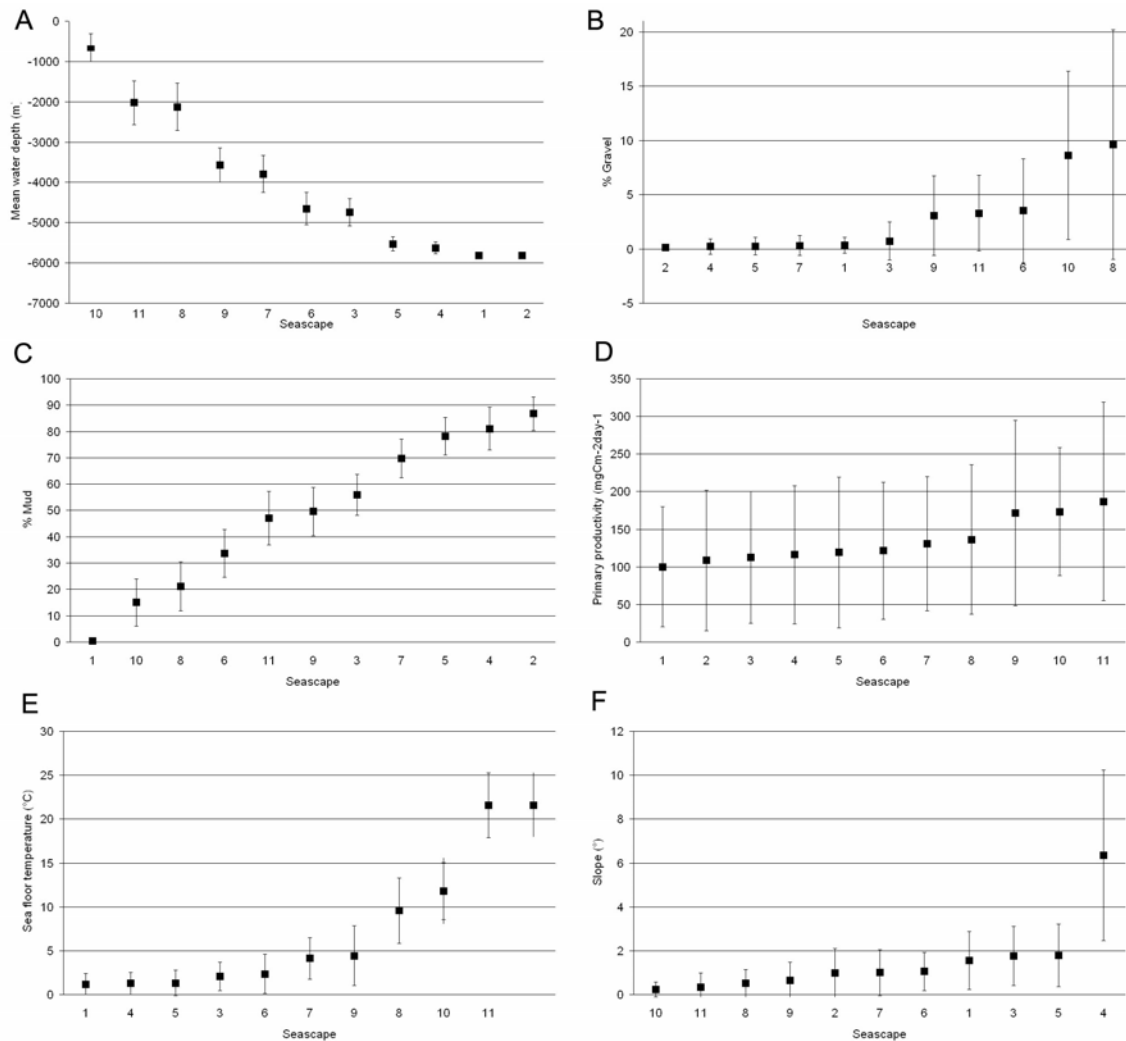 A
Mean water depth (m)
0
-1000
-2000
-3000
-4000
-5000
-6000
-7000
10 11 8 9 7 6 3 5 4 1 2
Seascape
B
% Gravel
20
15
10
5
0
-5
2 4 5 7 1 3 9 11 6 10 8
Seascape
C
% Mud
100
90
80
70
60
50
40
30
20
10
0
1 10 8 6 11 9 3 7 5 4 2
Seascape
D
Primary productivity (mgCm-2day-1
350
300
250
200
150
100
50
0
1 2 3 4 5 6 7 8 9 10 11
Seascape
E
Sea floor temperature (°C)
30
25
20
15
10
5
0
1 4 5 3 6 7 9 8 10 11
Seascape
F
Slope (°)
12
10
8
6
4
2
0
10 11 8 9 2 7 6 1 3 5 4
Seascape